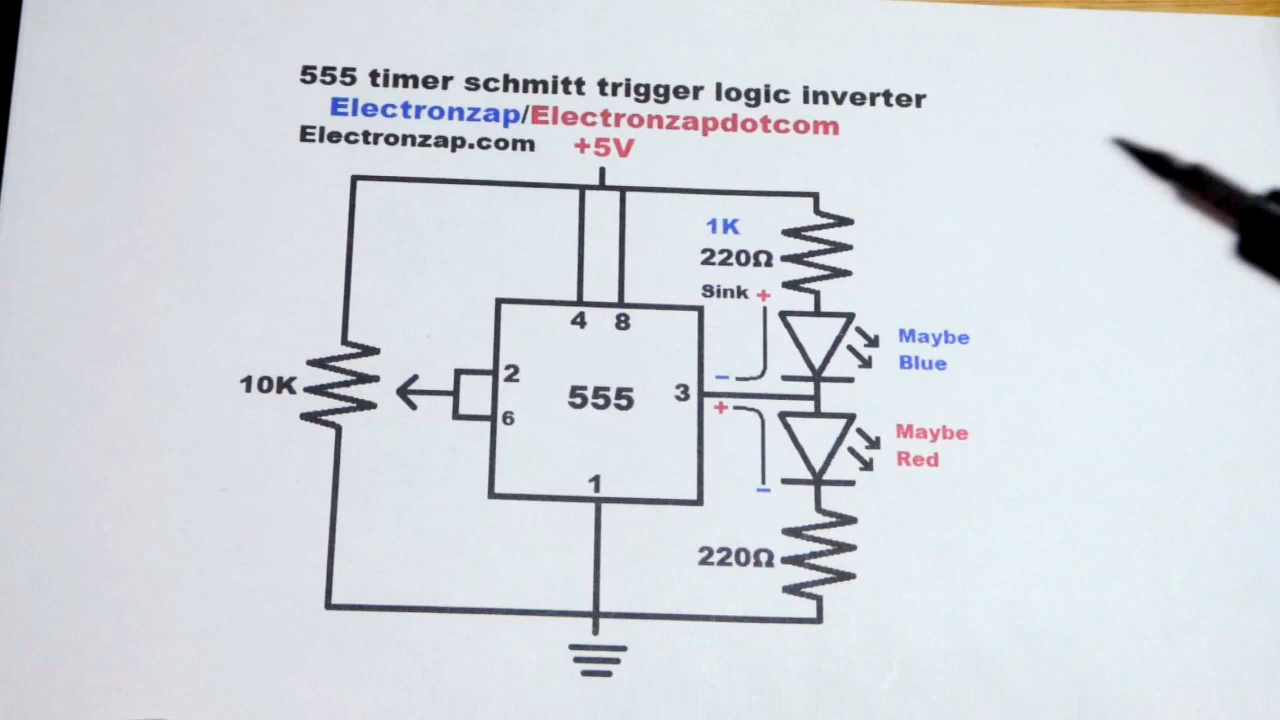 555 timer schmitt trigger logic inverter
Electronzap/Electronzapdotcom
Electronzap.com +5V
1K
220Ω
Sink +
4 8
Maybe
Blue
2
10K
555
3
-
+
6
Maybe
Red
1
-
220Ω